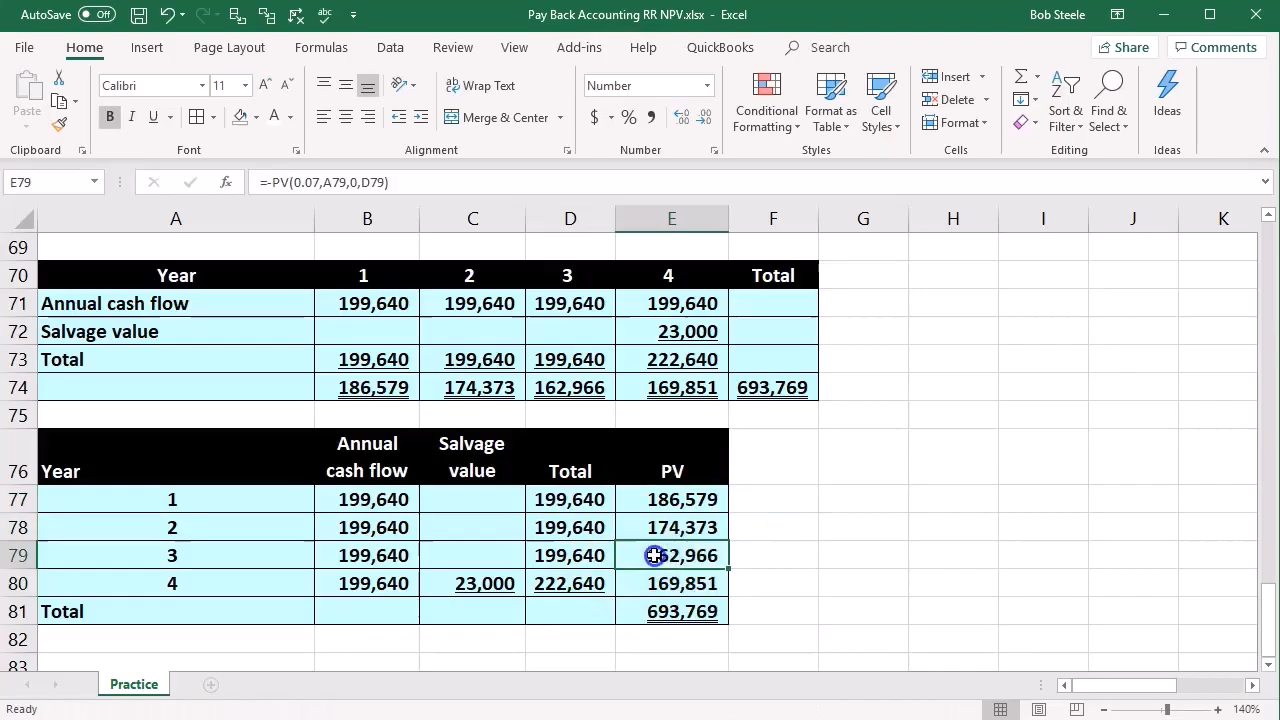 AutoSave Off Pay Back Accounting RR NPV.xlsx - Excel Bob Steele
File Home Insert Page Layout Formulas Data Review View Add-ins Help QuickBooks Search Share Comments
Paste Calibri 11 Wrap Text Number Conditional Formatting Format as Table Cell Styles Insert Sort & Filter Find & Select Ideas
B I U Merge & Center $ % Delete
Format
Clipboard Font Alignment Number Styles Cells Editing Ideas
E79 fx =-PV(0.07,A79,0,D79)
A B C D E F G H I J K
69
70 Year 1 2 3 4 Total
71 Annual cash flow 199,640 199,640 199,640 199,640
72 Salvage value 23,000
73 Total 199,640 199,640 199,640 222,640
74 186,579 174,373 162,966 169,851 693,769
75
76 Year Annual cash flow Salvage value Total PV
77 1 199,640 199,640 186,579
78 2 199,640 199,640 174,373
79 3 199,640 199,640
80 4 199,640 23,000 222,640 169,851
81 Total 693,769
82
83
Practice
Ready 140%